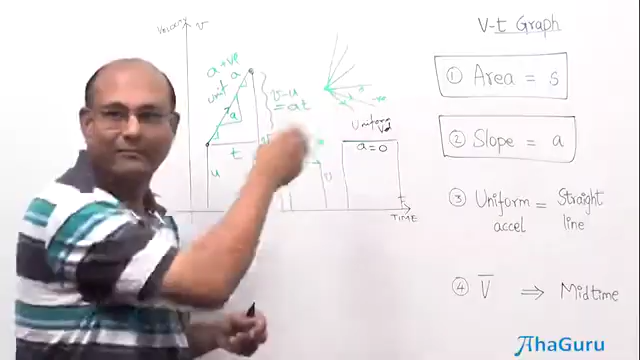 V-t Graph
Velocity
v
a +ve
unit
a
a
v-u
= at
t
u
Uniform
a = 0
t
TIME
① Area = s
② Slope = a
③ Uniform = Straight
accel line
④ V̅ ⇒ Midtime
AhaGuru